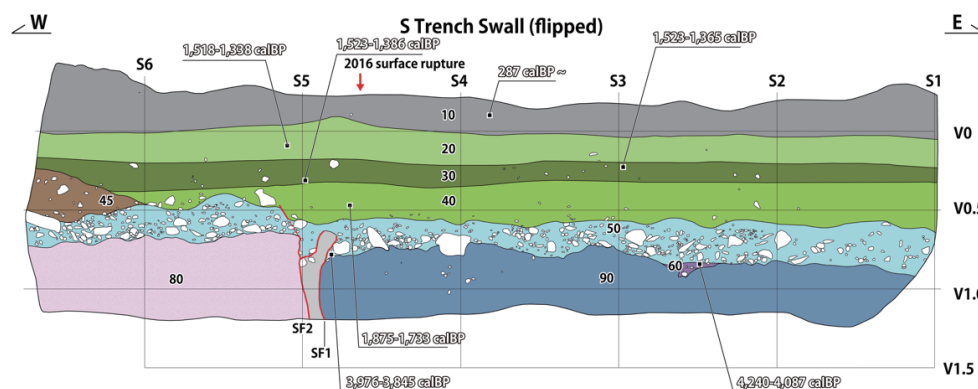 W
S Trench Swall (flipped)
E
1,518-1,338 calBP
1,523-1,386 calBP
1,523-1,365 calBP
2016 surface rupture
287 calBP ~
S6
S5
S4
S3
S2
S1
10
V0
20
30
45
40
V0.5
50
60
80
90
V1.0
SF2
SF1
1,875-1,733 calBP
3,976-3,845 calBP
4,240-4,087 calBP
V1.5